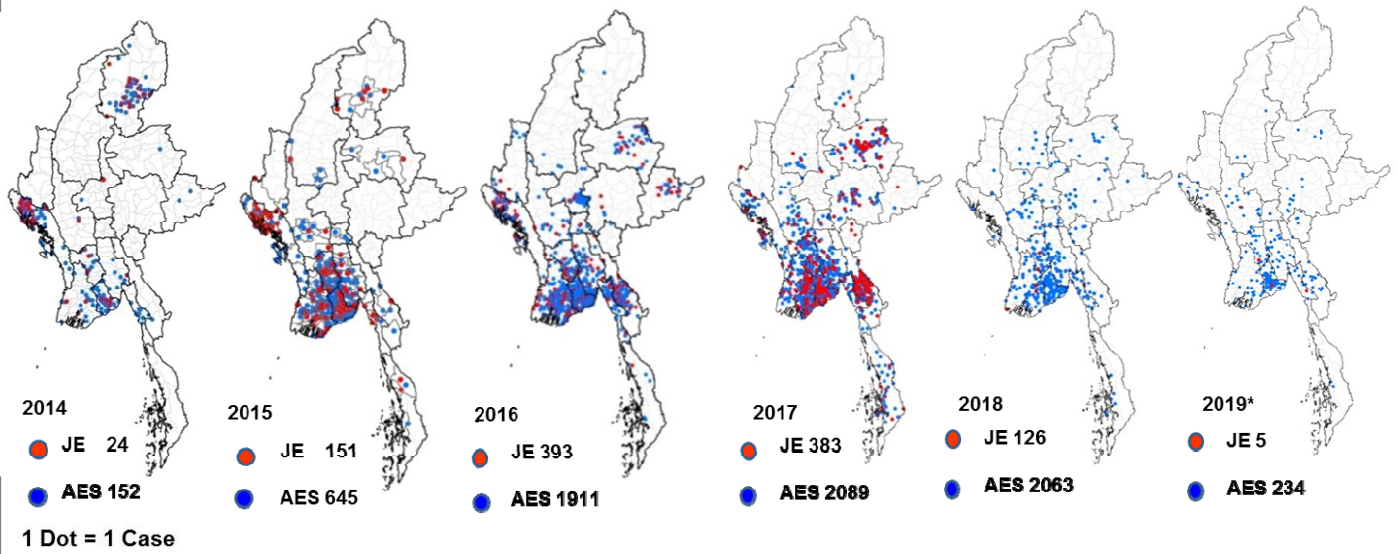 2014
JE 24
AES 152
2015
JE 151
AES 645
2016
JE 393
AES 1911
2017
JE 383
AES 2089
2018
JE 126
AES 2063
2019*
JE 5
AES 234
1 Dot = 1 Case